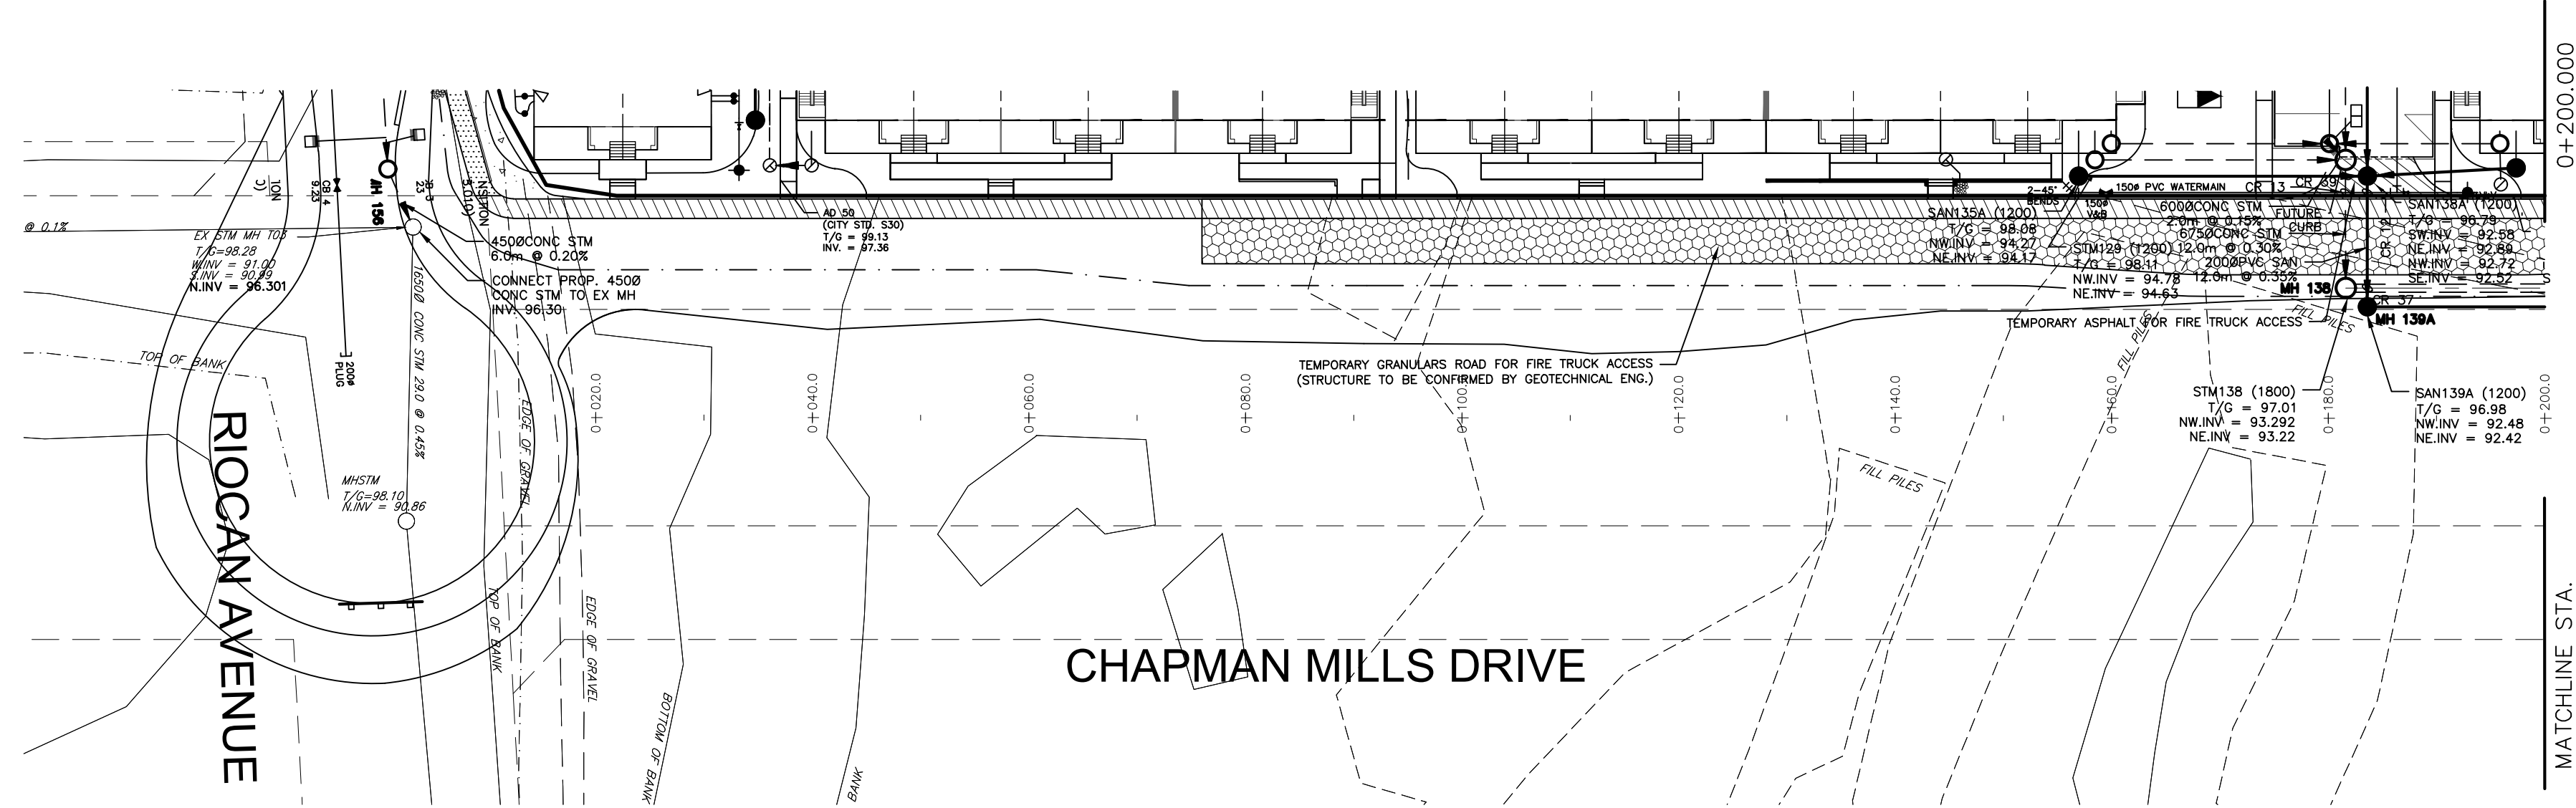 0+200.000
MATCHLINE STA.
RIOCAN AVENUE
CHAPMAN MILLS DRIVE
@ 0.1%
EX STM MH T03
T/G=98.28
W.INV = 91.00
S.INV = 90.99
N.INV = 96.301
CB 14
9.23
MH 156
450ØCONC STM
6.0m @ 0.20%
CONNECT PROP. 450Ø
CONC STM TO EX MH
INV. 96.30
1650Ø CONC STM 29.0 @ 0.45%
200ø
PLUG
TOP OF BANK
MHSTM
T/G=98.10
N.INV = 90.86
EDGE OF GRAVEL
TOP OF BANK
EDGE OF GRAVEL
BOTTOM OF BANK
BANK
AD 50
(CITY STD. S30)
T/G = 99.13
INV. = 97.36
0+020.0
0+040.0
0+060.0
0+080.0
0+100.0
0+120.0
0+140.0
0+160.0
0+180.0
0+200.0
TEMPORARY GRANULARS ROAD FOR FIRE TRUCK ACCESS
(STRUCTURE TO BE CONFIRMED BY GEOTECHNICAL ENG.)
TEMPORARY ASPHALT FOR FIRE TRUCK ACCESS
FILL PILES
FILL PILES
FILL PILES
2-45°
BENDS
150ø
V&B
150ø PVC WATERMAIN
CR 13
CR 69
SAN135A (1200)
T/G = 98.08
NW.INV = 94.27
NE.INV = 94.17
STM129 (1200)
T/G = 98.11
NW.INV = 94.78
NE.INV = 94.63
600ØCONC STM
2.0m @ 0.15%
FUTURE
CURB
675ØCONC STM
12.0m @ 0.30%
200ØPVC SAN
12.0m @ 0.35%
SAN138A (1200)
T/G = 96.79
SW.INV = 92.58
NE.INV = 92.89
NW.INV = 92.72
SE.INV = 92.52
MH 138
CR 37
MH 139A
STM138 (1800)
T/G = 97.01
NW.INV = 93.292
NE.INV = 93.22
SAN139A (1200)
T/G = 96.98
NW.INV = 92.48
NE.INV = 92.42